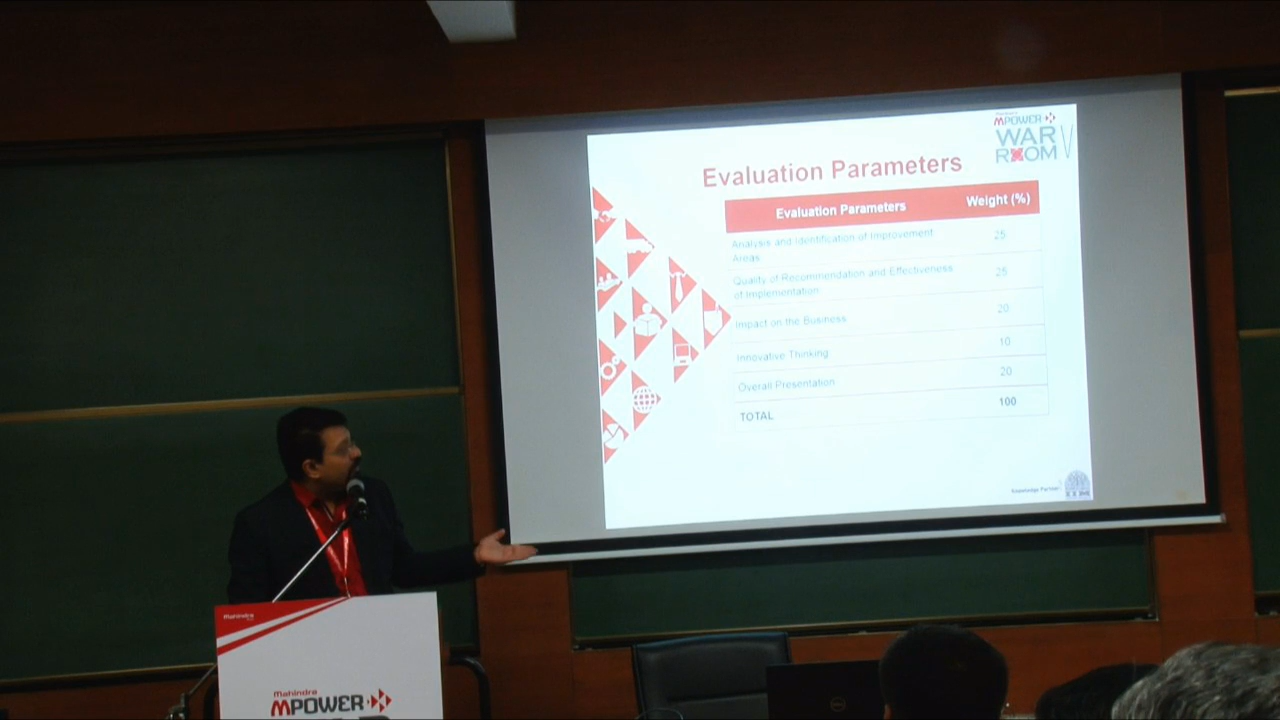 Mahindra
MPOWER
WAR
ROOM V
Evaluation Parameters
Evaluation Parameters Weight (%)
Analysis and Identification of Improvement 25
Areas
Quality of Recommendation and Effectiveness 25
of Implementation
Impact on the Business 20
Innovative Thinking 10
Overall Presentation 20
TOTAL 100
Knowledge Partner
Mahindra
Mahindra
MPOWER